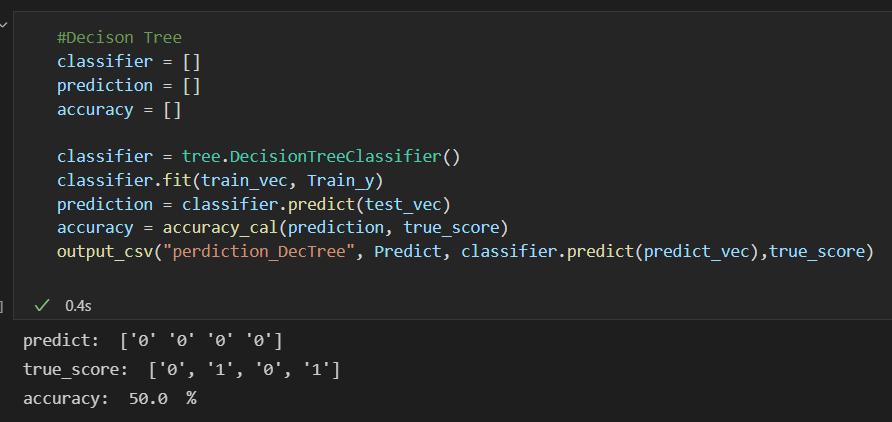 #Decison Tree
classifier = []
prediction = []
accuracy = []
classifier = tree.DecisionTreeClassifier()
classifier.fit(train_vec, Train_y)
prediction = classifier.predict(test_vec)
accuracy = accuracy_cal(prediction, true_score)
output_csv("perdiction_DecTree", Predict, classifier.predict(predict_vec),true_score)
] ✓ 0.4s
predict:  ['0' '0' '0' '0']
true_score:  ['0', '1', '0', '1']
accuracy:  50.0  %